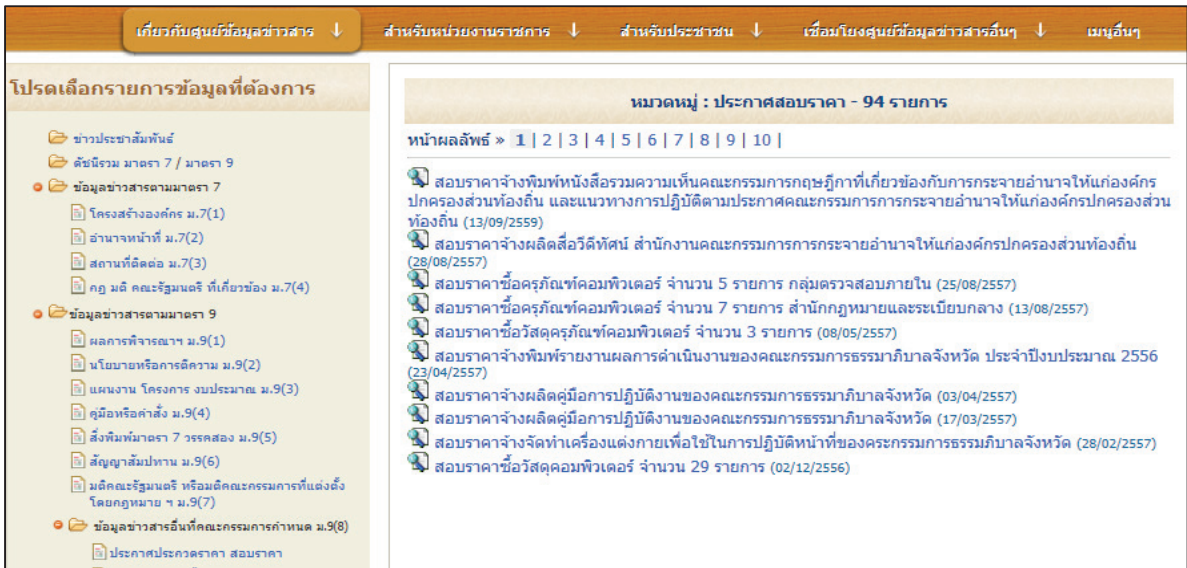 เกี่ยวกับศูนย์ข้อมูลข่าวสาร ↓ สำหรับหน่วยงานราชการ ↓ สำหรับประชาชน ↓ เชื่อมโยงศูนย์ข้อมูลข่าวสารอื่นๆ ↓ เมนูอื่นๆ
โปรดเลือกรายการข้อมูลที่ต้องการ
ข่าวประชาสัมพันธ์
ดัชนีรวม มาตรา 7 / มาตรา 9
ข้อมูลข่าวสารตามมาตรา 7
โครงสร้างองค์กร ม.7(1)
อำนาจหน้าที่ ม.7(2)
สถานที่ติดต่อ ม.7(3)
กฎ มติ คณะรัฐมนตรี ที่เกี่ยวข้อง ม.7(4)
ข้อมูลข่าวสารตามมาตรา 9
ผลการพิจารณาฯ ม.9(1)
นโยบายหรือการตีความ ม.9(2)
แผนงาน โครงการ งบประมาณ ม.9(3)
คู่มือหรือคำสั่ง ม.9(4)
สิ่งพิมพ์มาตรา 7 วรรคสอง ม.9(5)
สัญญาสัมปทาน ม.9(6)
มติคณะรัฐมนตรี หรือมติคณะกรรมการที่แต่งตั้ง
โดยกฎหมาย ฯ ม.9(7)
ข้อมูลข่าวสารอื่นที่คณะกรรมการกำหนด ม.9(8)
ประกาศประกวดราคา สอบราคา
หมวดหมู่ : ประกาศสอบราคา - 94 รายการ
หน้าผลลัพธ์ » 1 | 2 | 3 | 4 | 5 | 6 | 7 | 8 | 9 | 10 |
สอบราคาจ้างพิมพ์หนังสือรวมความเห็นคณะกรรมการกฤษฎีกาที่เกี่ยวข้องกับการกระจายอำนาจให้แก่องค์กร
ปกครองส่วนท้องถิ่น และแนวทางการปฏิบัติตามประกาศคณะกรรมการการกระจายอำนาจให้แก่องค์กรปกครองส่วน
ท้องถิ่น (13/09/2559)
สอบราคาจ้างผลิตสื่อวีดีทัศน์ สำนักงานคณะกรรมการการกระจายอำนาจให้แก่องค์กรปกครองส่วนท้องถิ่น
(28/08/2557)
สอบราคาซื้อครุภัณฑ์คอมพิวเตอร์ จำนวน 5 รายการ กลุ่มตรวจสอบภายใน (25/08/2557)
สอบราคาซื้อครุภัณฑ์คอมพิวเตอร์ จำนวน 7 รายการ สำนักกฎหมายและระเบียบกลาง (13/08/2557)
สอบราคาซื้อวัสดุครุภัณฑ์คอมพิวเตอร์ จำนวน 3 รายการ (08/05/2557)
สอบราคาจ้างพิมพ์รายงานผลการดำเนินงานของคณะกรรมการธรรมาภิบาลจังหวัด ประจำปีงบประมาณ 2556
(23/04/2557)
สอบราคาจ้างผลิตคู่มือการปฏิบัติงานของคณะกรรมการธรรมาภิบาลจังหวัด (03/04/2557)
สอบราคาจ้างผลิตคู่มือการปฏิบัติงานของคณะกรรมการธรรมาภิบาลจังหวัด (17/03/2557)
สอบราคาจ้างจัดทำเครื่องแต่งกายเพื่อใช้ในการปฏิบัติหน้าที่ของคระกรรมการธรรมภิบาลจังหวัด (28/02/2557)
สอบราคาซื้อวัสดุคอมพิวเตอร์ จำนวน 29 รายการ (02/12/2556)